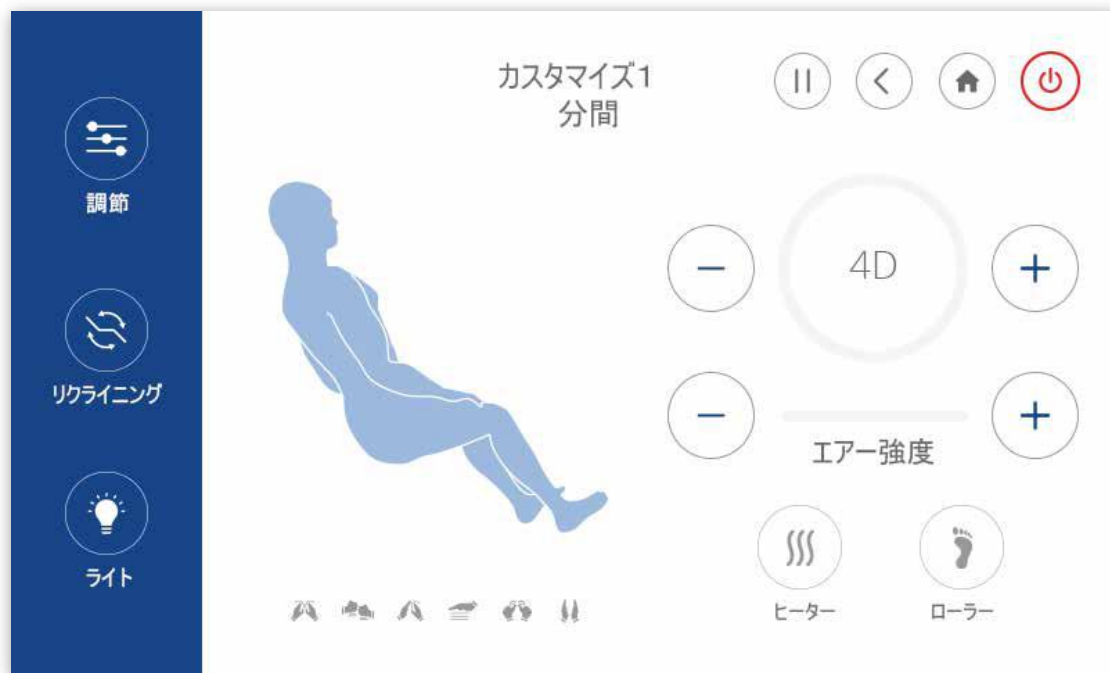 カスタマイズ1
分間
調節
リクライニング
ライト
4D
エアー強度
ヒーター
ローラー